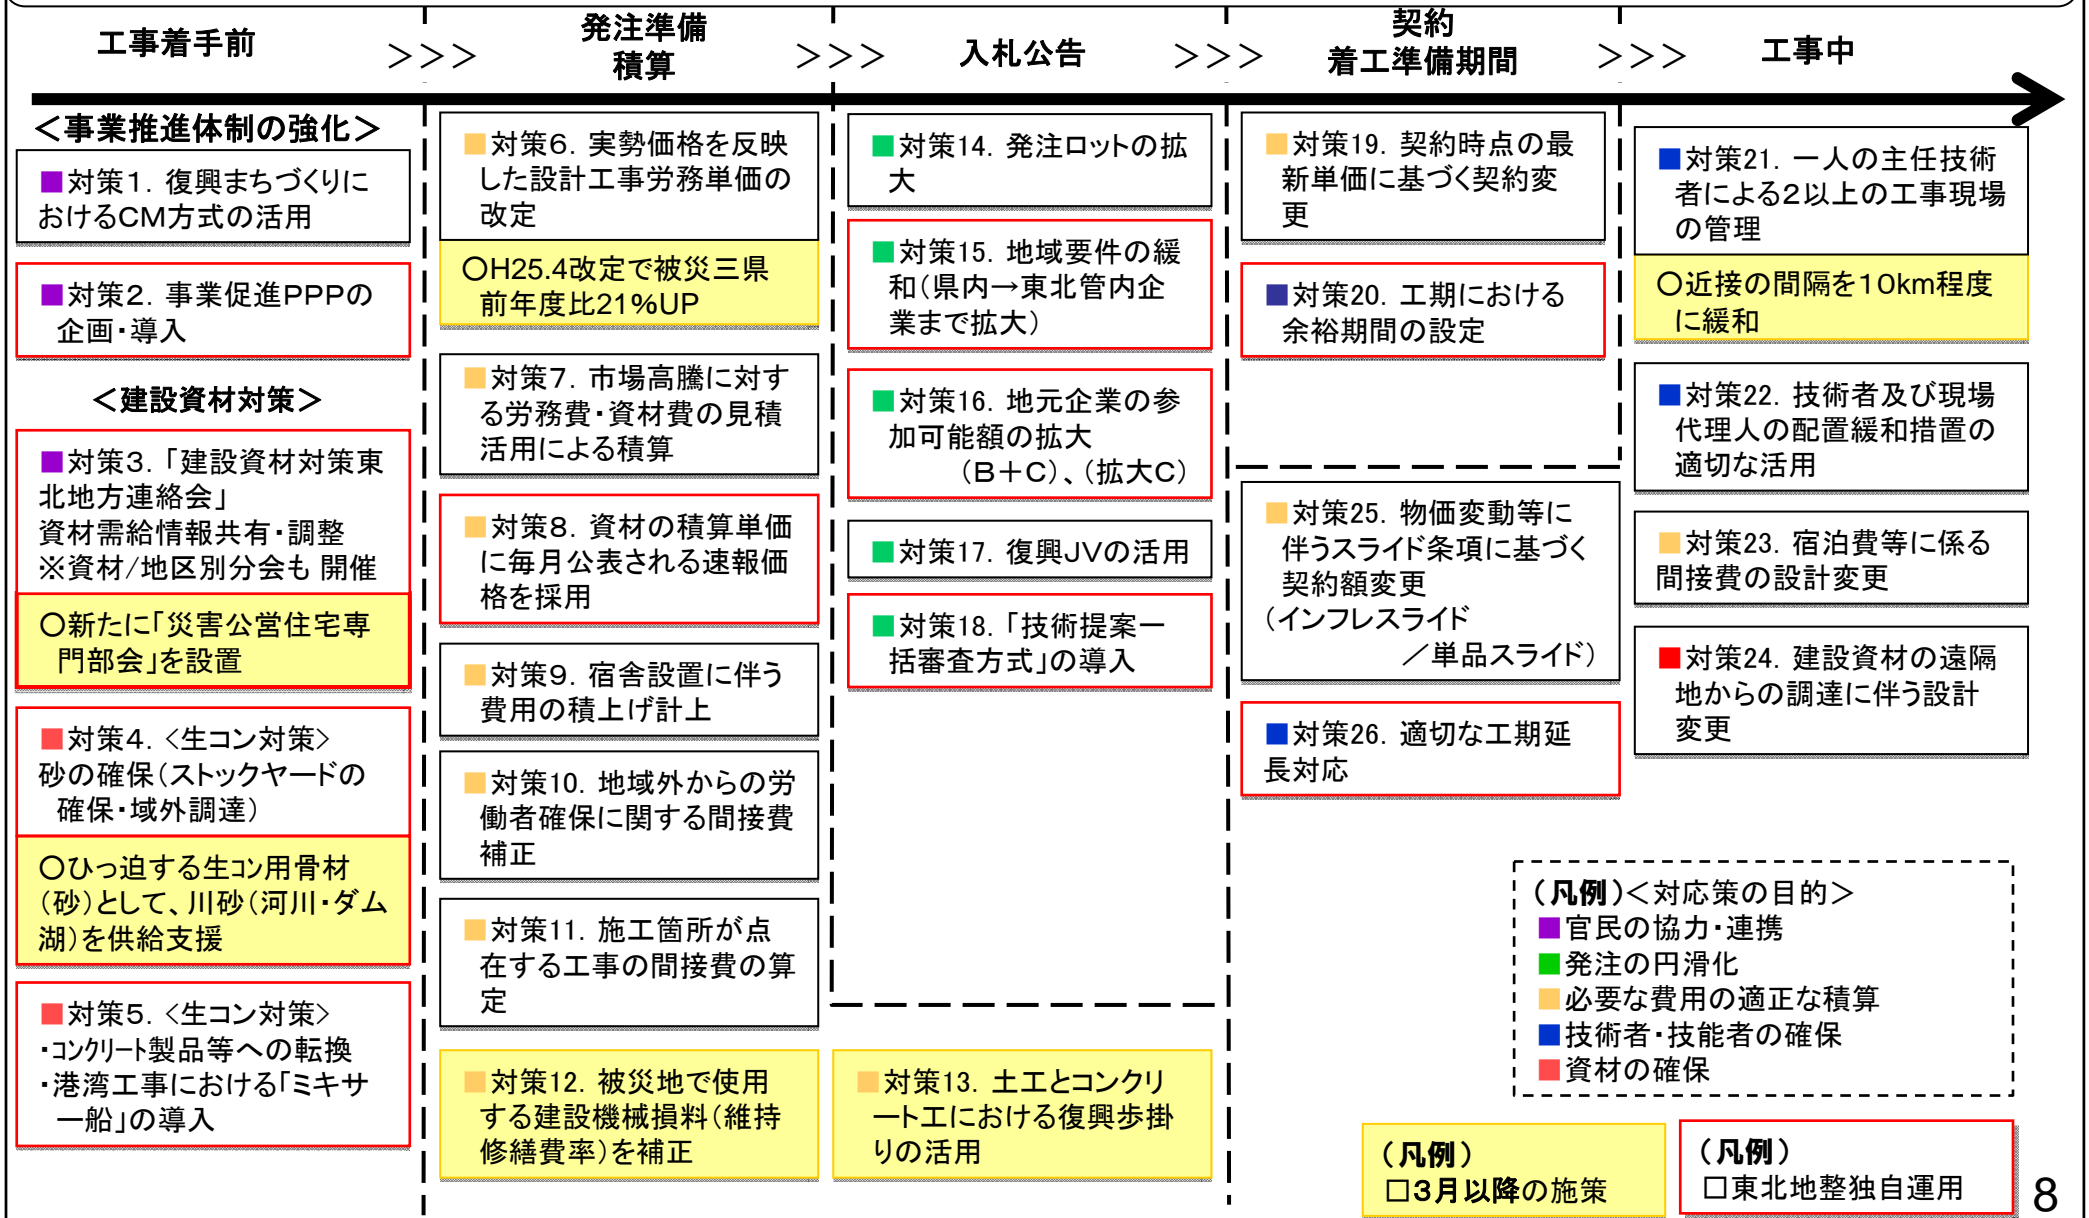 工事着手前
>>>
発注準備
積算
>>>
入札公告
>>>
契約
着工準備期間
>>>
工事中
＜事業推進体制の強化＞
■対策１．復興まちづくりに
おけるＣＭ方式の活用
■対策２．事業促進ＰＰＰの
企画・導入
＜建設資材対策＞
■対策３．「建設資材対策東
北地方連絡会」
資材需給情報共有・調整
※資材/地区別分会も 開催
○新たに「災害公営住宅専
門部会」を設置
■対策４．＜生コン対策＞
砂の確保（ストックヤードの
確保・域外調達）
○ひっ迫する生コン用骨材
（砂）として、川砂（河川・ダム
湖）を供給支援
■対策５．＜生コン対策＞
・コンクリート製品等への転換
・港湾工事における「ミキサ
ー船」の導入
■対策６．実勢価格を反映
した設計工事労務単価の
改定
○H25.4改定で被災三県
前年度比21％UP
■対策７．市場高騰に対す
る労務費・資材費の見積
活用による積算
■対策８．資材の積算単価
に毎月公表される速報価
格を採用
■対策９．宿舎設置に伴う
費用の積上げ計上
■対策10．地域外からの労
働者確保に関する間接費
補正
■対策11．施工箇所が点
在する工事の間接費の算
定
■対策12．被災地で使用
する建設機械損料（維持
修繕費率）を補正
■対策13．土工とコンクリ
ート工における復興歩掛
りの活用
■対策14．発注ロットの拡
大
■対策15．地域要件の緩
和（県内→東北管内企
業まで拡大）
■対策16．地元企業の参
加可能額の拡大
（Ｂ＋Ｃ）、（拡大Ｃ）
■対策17．復興ＪＶの活用
■対策18．「技術提案一
括審査方式」の導入
■対策19．契約時点の最
新単価に基づく契約変
更
■対策20．工期における
余裕期間の設定
■対策25．物価変動等に
伴うスライド条項に基づく
契約額変更
（インフレスライド
／単品スライド）
■対策26．適切な工期延
長対応
■対策21．一人の主任技術
者による２以上の工事現場
の管理
○近接の間隔を１０ｋｍ程度
に緩和
■対策22．技術者及び現場
代理人の配置緩和措置の
適切な活用
■対策23．宿泊費等に係る
間接費の設計変更
■対策24．建設資材の遠隔
地からの調達に伴う設計
変更
（凡例）＜対応策の目的＞
■官民の協力・連携
■発注の円滑化
■必要な費用の適正な積算
■技術者・技能者の確保
■資材の確保
（凡例）
□３月以降の施策
（凡例）
□東北地整独自運用
8